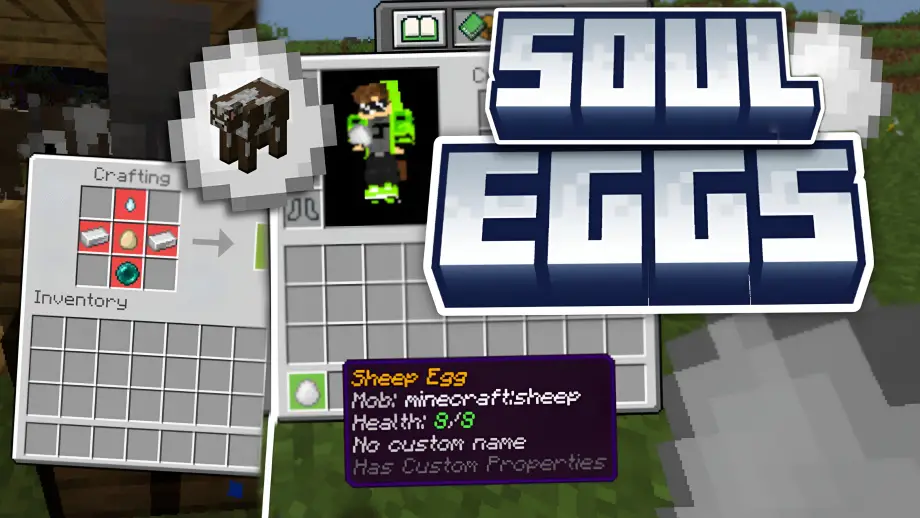 SOUL
EGGS
Crafting
Inventory
Sheep Egg
Mob: minecraft:sheep
Health: 8/8
No custom name
Has Custom Properties